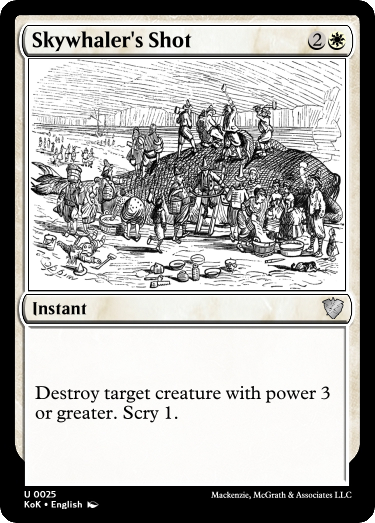 Skywhaler's Shot 2
Instant
Destroy target creature with power 3
or greater. Scry 1.
U 0025
KoK • English
Mackenzie, McGrath & Associates LLC